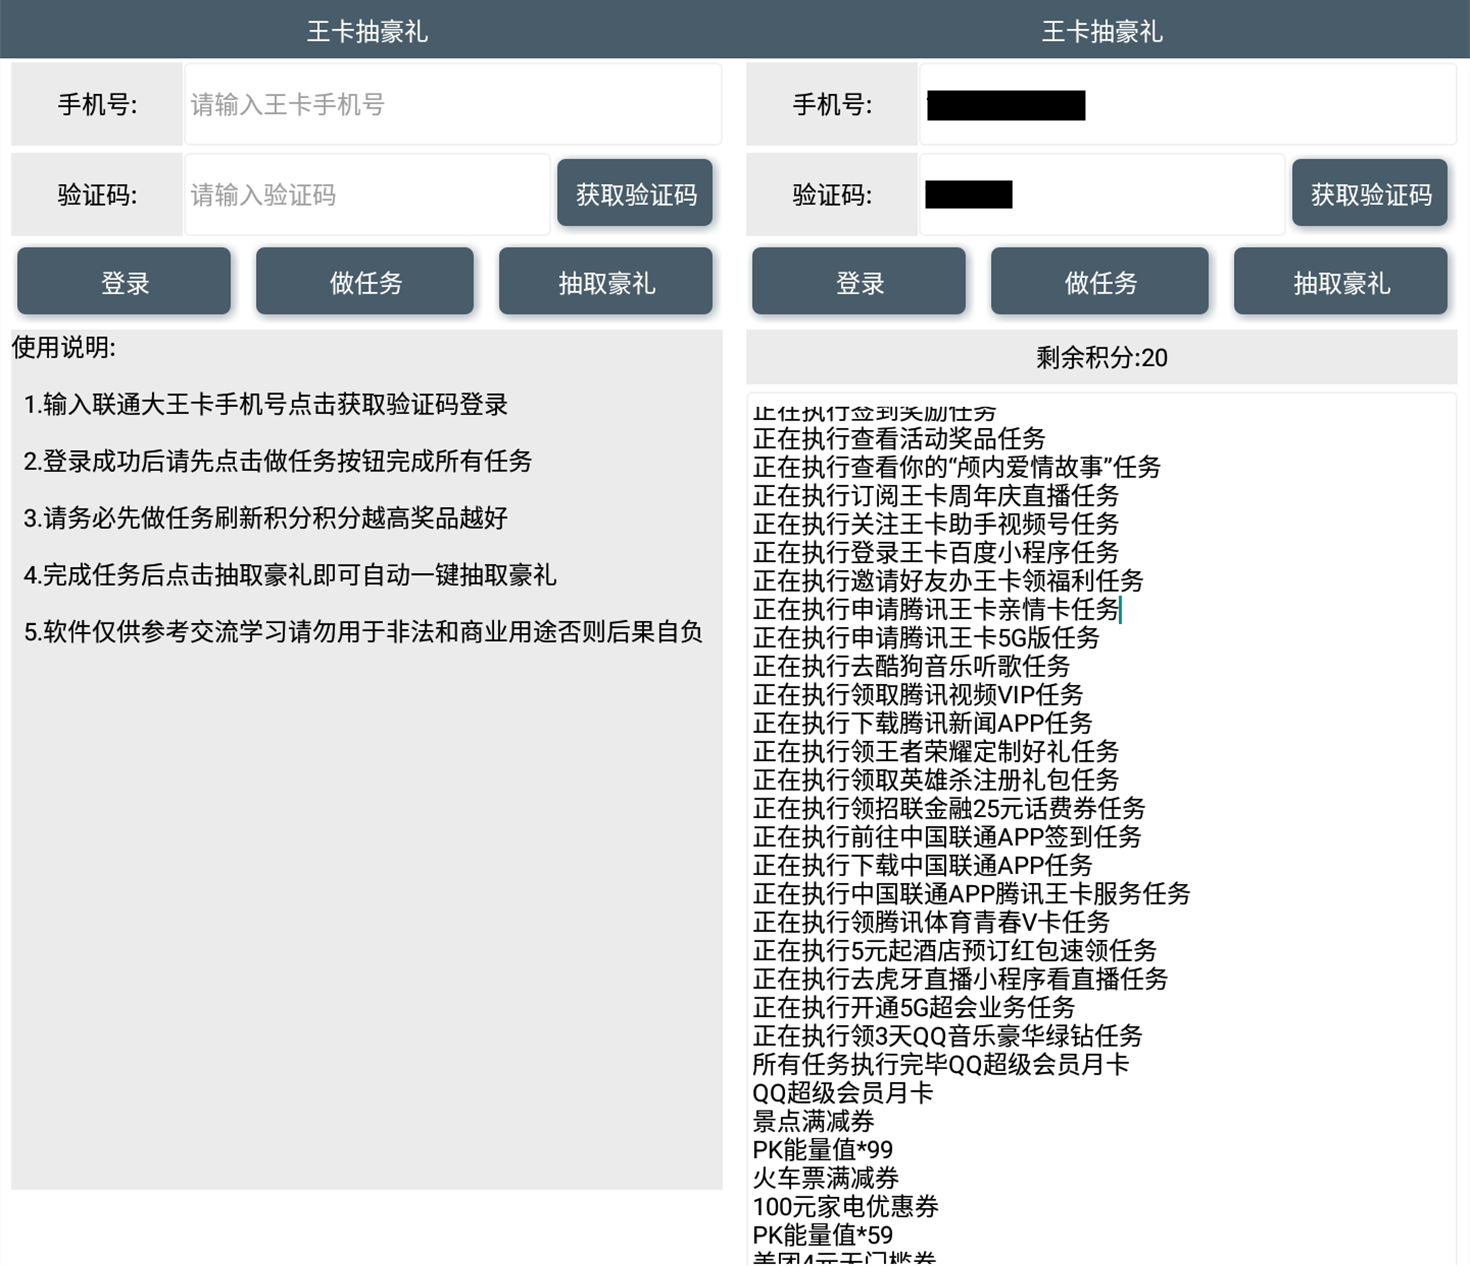 王卡抽豪礼
手机号:
请输入王卡手机号
验证码:
请输入验证码
获取验证码
登录
做任务
抽取豪礼
使用说明:
1.输入联通大王卡手机号点击获取验证码登录
2.登录成功后请先点击做任务按钮完成所有任务
3.请务必先做任务刷新积分积分越高奖品越好
4.完成任务后点击抽取豪礼即可自动一键抽取豪礼
5.软件仅供参考交流学习请勿用于非法和商业用途否则后果自负
王卡抽豪礼
手机号:
验证码:
获取验证码
登录
做任务
抽取豪礼
剩余积分:20
正在执行签到奖励任务
正在执行查看活动奖品任务
正在执行查看你的“颅内爱情故事”任务
正在执行订阅王卡周年庆直播任务
正在执行关注王卡助手视频号任务
正在执行登录王卡百度小程序任务
正在执行邀请好友办王卡领福利任务
正在执行申请腾讯王卡亲情卡任务
正在执行申请腾讯王卡5G版任务
正在执行去酷狗音乐听歌任务
正在执行领取腾讯视频VIP任务
正在执行下载腾讯新闻APP任务
正在执行领王者荣耀定制好礼任务
正在执行领取英雄杀注册礼包任务
正在执行领招联金融25元话费券任务
正在执行前往中国联通APP签到任务
正在执行下载中国联通APP任务
正在执行中国联通APP腾讯王卡服务任务
正在执行领腾讯体育青春V卡任务
正在执行5元起酒店预订红包速领任务
正在执行去虎牙直播小程序看直播任务
正在执行开通5G超会业务任务
正在执行领3天QQ音乐豪华绿钻任务
所有任务执行完毕QQ超级会员月卡
QQ超级会员月卡
景点满减券
PK能量值*99
火车票满减券
100元家电优惠券
PK能量值*59
美团4元无门槛券